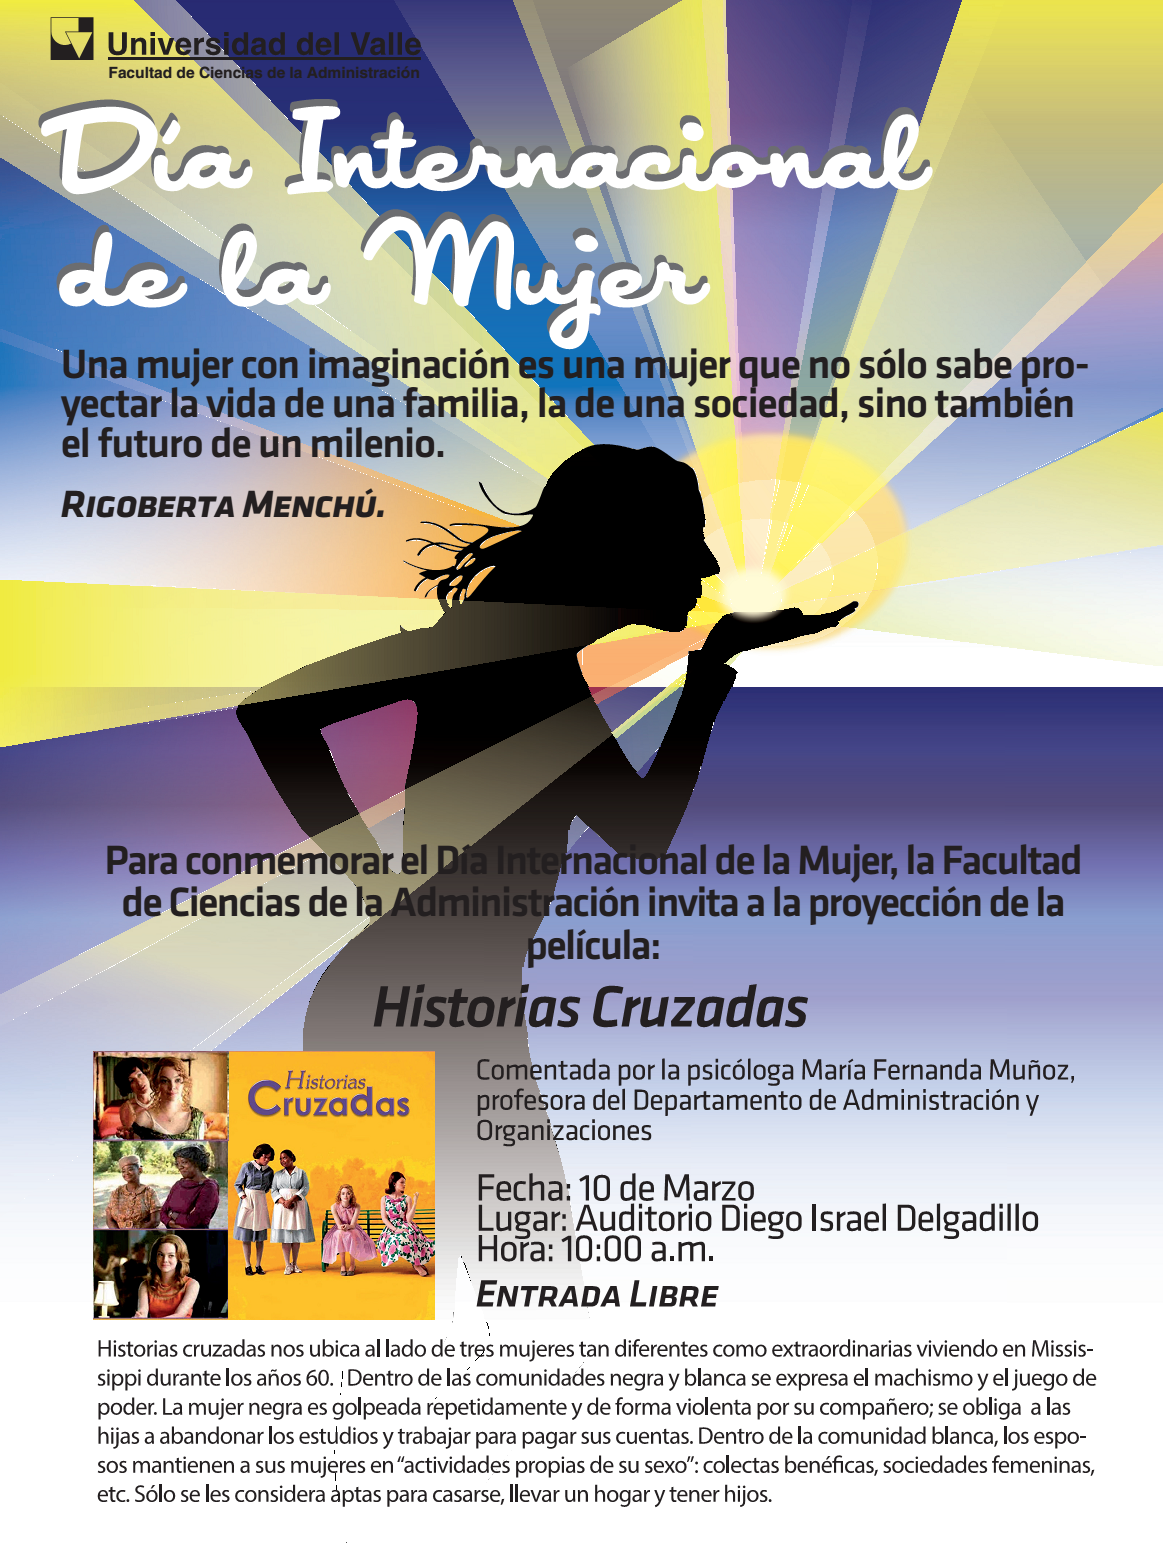 Universidad del Valle
Facultad de Ciencias de la Administración
Día Internacional
de la Mujer
Una mujer con imaginación es una mujer que no sólo sabe pro-
yectar la vida de una familia, la de una sociedad, sino también
el futuro de un milenio.
RIGOBERTA MENCHÚ.
Para conmemorar el Día Internacional de la Mujer, la Facultad
de Ciencias de la Administración invita a la proyección de la
película:
Historias Cruzadas
Historias
Cruzadas
Comentada por la psicóloga María Fernanda Muñoz,
profesora del Departamento de Administración y
Organizaciones
Fecha: 10 de Marzo
Lugar: Auditorio Diego Israel Delgadillo
Hora: 10:00 a.m.
ENTRADA LIBRE
Historias cruzadas nos ubica al lado de tres mujeres tan diferentes como extraordinarias viviendo en Missis-
sippi durante los años 60. Dentro de las comunidades negra y blanca se expresa el machismo y el juego de
poder. La mujer negra es golpeada repetidamente y de forma violenta por su compañero; se obliga a las
hijas a abandonar los estudios y trabajar para pagar sus cuentas. Dentro de la comunidad blanca, los espo-
sos mantienen a sus mujeres en “actividades propias de su sexo”: colectas benéficas, sociedades femeninas,
etc. Sólo se les considera aptas para casarse, llevar un hogar y tener hijos.